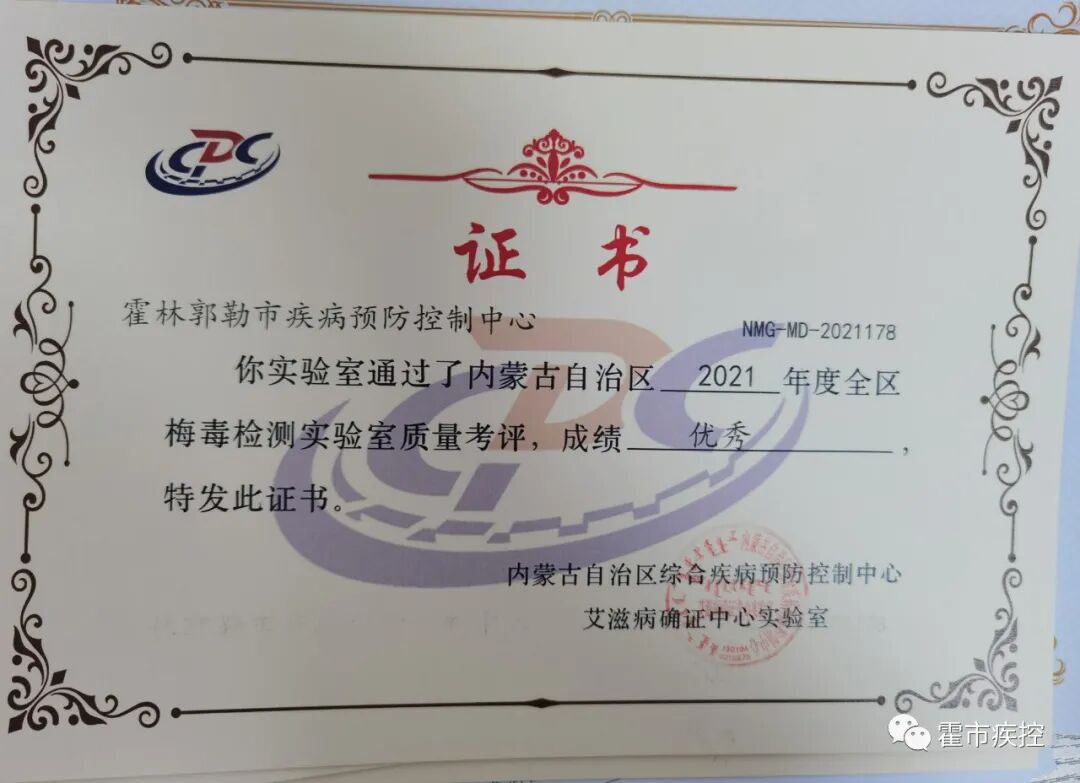 CDC
证书
霍林郭勒市疾病预防控制中心
NMG-MD-2021178
你实验室通过了内蒙古自治区 2021 年度全区
梅毒检测实验室质量考评，成绩 优秀 ，
特发此证书。
内蒙古自治区综合疾病预防控制中心
艾滋病确证中心实验室
霍市疾控